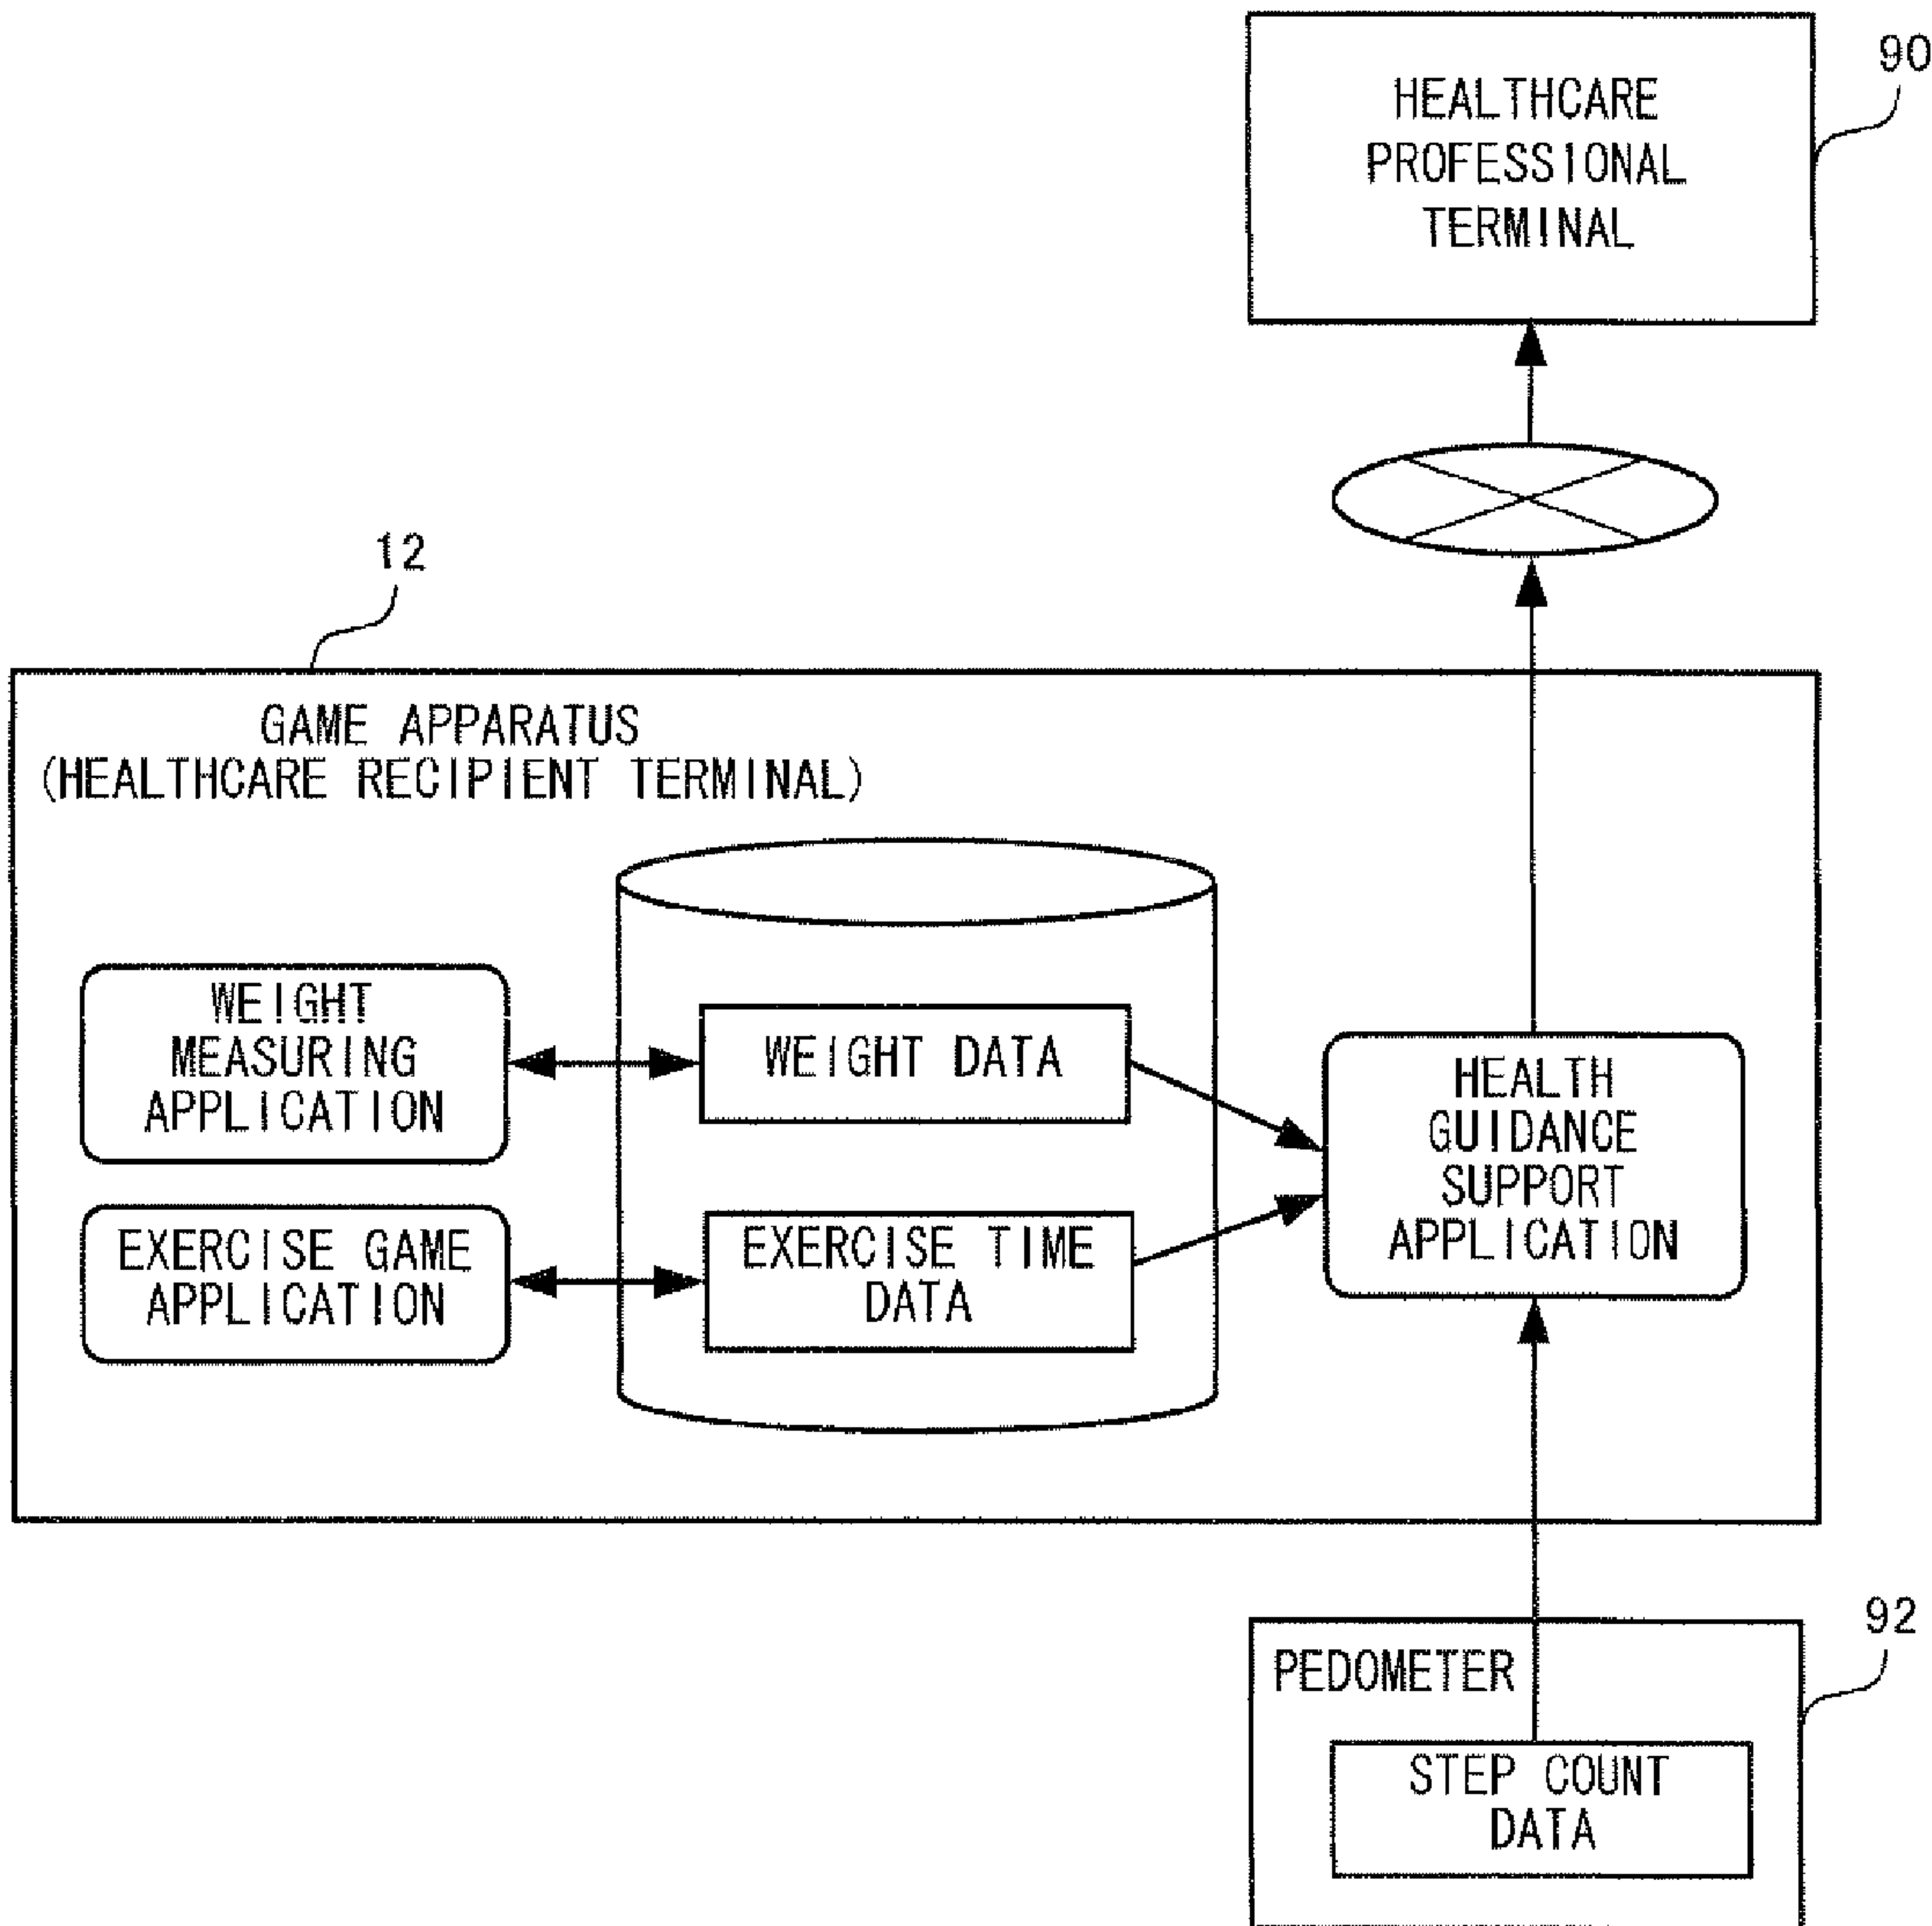 HEALTHCARE
PROFESSIONAL
TERMINAL
90
12
GAME APPARATUS
(HEALTHCARE RECIPIENT TERMINAL)
WEIGHT
MEASURING
APPLICATION
WEIGHT DATA
HEALTH
GUIDANCE
SUPPORT
APPLICATION
EXERCISE GAME
APPLICATION
EXERCISE TIME
DATA
92
PEDOMETER
STEP COUNT
DATA